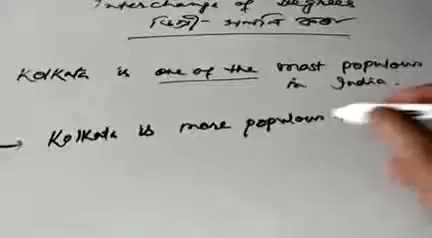 Interchange of Degrees
ডিগ্রী-
Kolkata is one of the most populous
in India.
Kolkata is more populous